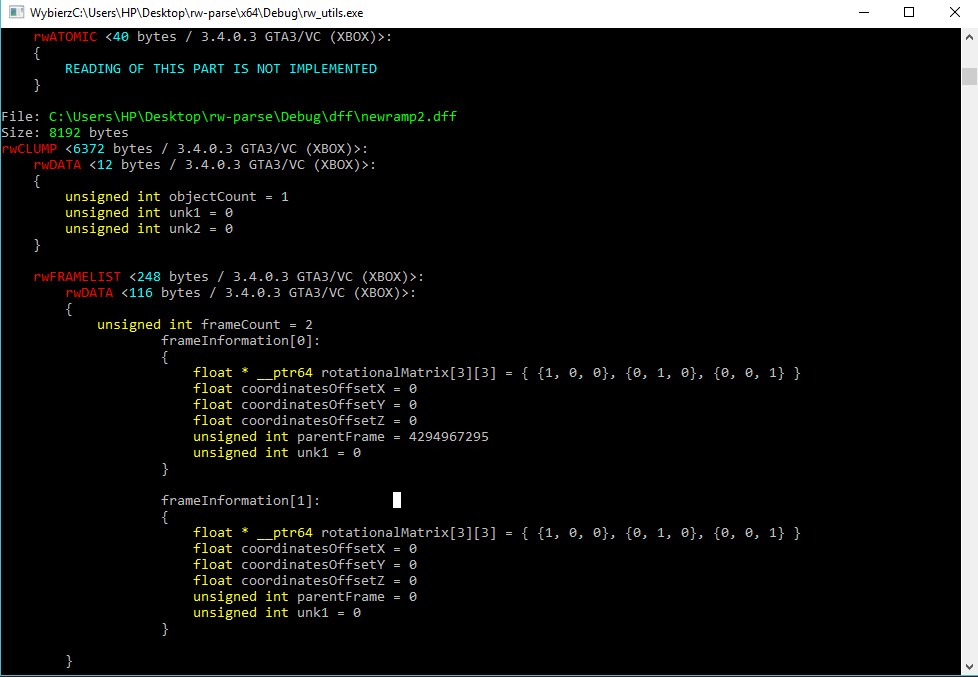 WybierzC:\Users\HP\Desktop\rw-parse\x64\Debug\rw_utils.exe
rwATOMIC <40 bytes / 3.4.0.3 GTA3/VC (XBOX)>:
{
READING OF THIS PART IS NOT IMPLEMENTED
}
File: C:\Users\HP\Desktop\rw-parse\Debug\dff\newramp2.dff
Size: 8192 bytes
rwCLUMP <6372 bytes / 3.4.0.3 GTA3/VC (XBOX)>:
rwDATA <12 bytes / 3.4.0.3 GTA3/VC (XBOX)>:
{
unsigned int objectCount = 1
unsigned int unk1 = 0
unsigned int unk2 = 0
}
rwFRAMELIST <248 bytes / 3.4.0.3 GTA3/VC (XBOX)>:
rwDATA <116 bytes / 3.4.0.3 GTA3/VC (XBOX)>:
{
unsigned int frameCount = 2
frameInformation[0]:
{
float * __ptr64 rotationalMatrix[3][3] = { {1, 0, 0}, {0, 1, 0}, {0, 0, 1} }
float coordinatesOffsetX = 0
float coordinatesOffsetY = 0
float coordinatesOffsetZ = 0
unsigned int parentFrame = 4294967295
unsigned int unk1 = 0
}
frameInformation[1]:
{
float * __ptr64 rotationalMatrix[3][3] = { {1, 0, 0}, {0, 1, 0}, {0, 0, 1} }
float coordinatesOffsetX = 0
float coordinatesOffsetY = 0
float coordinatesOffsetZ = 0
unsigned int parentFrame = 0
unsigned int unk1 = 0
}
}